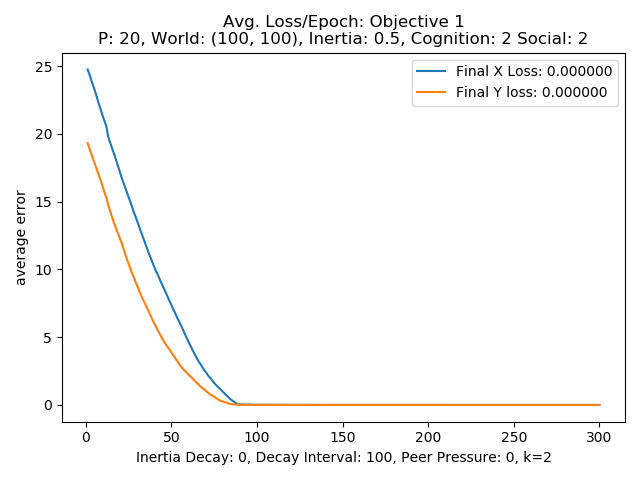 Avg. Loss/Epoch: Objective 1
P: 20, World: (100, 100), Inertia: 0.5, Cognition: 2 Social: 2
Final X Loss: 0.000000
Final Y loss: 0.000000
average error
25
20
15
10
5
0
0 50 100 150 200 250 300
Inertia Decay: 0, Decay Interval: 100, Peer Pressure: 0, k=2